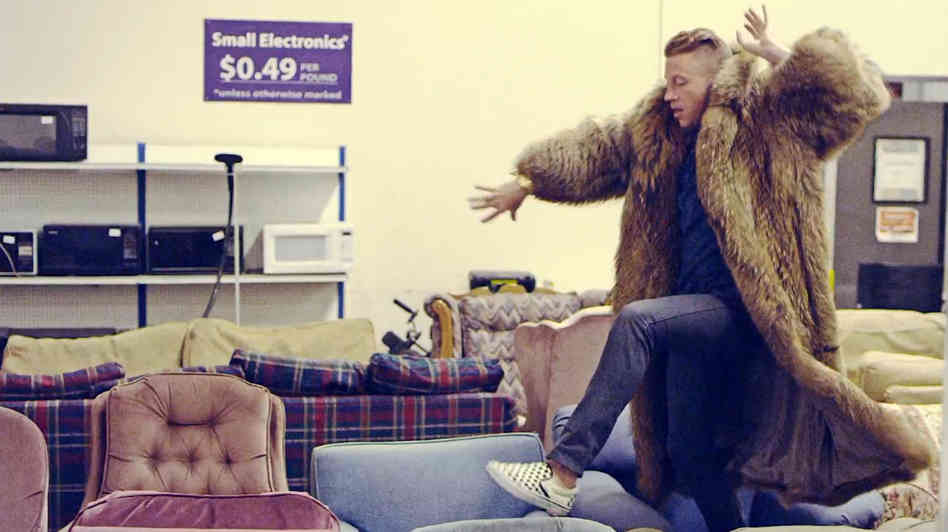 Small Electronics*
$0.49 PER
POUND
*unless otherwise marked